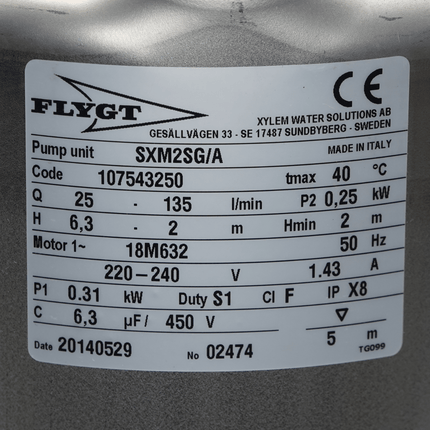 FLYGT
CE
XYLEM WATER SOLUTIONS AB
GESÄLLVÄGEN 33 - SE 17487 SUNDBYBERG - SWEDEN
Pump unit SXM2SG/A MADE IN ITALY
Code 107543250 tmax 40 °C
Q 25 - 135 l/min P2 0,25 kW
H 6,3 - 2 m Hmin 2 m
Motor 1~ 18M632 50 Hz
220-240 V 1.43 A
P1 0.31 kW Duty S1 Cl F IP X8
C 6,3 µF/ 450 V ▽
Date 20140529 No 02474 5 m
TG099